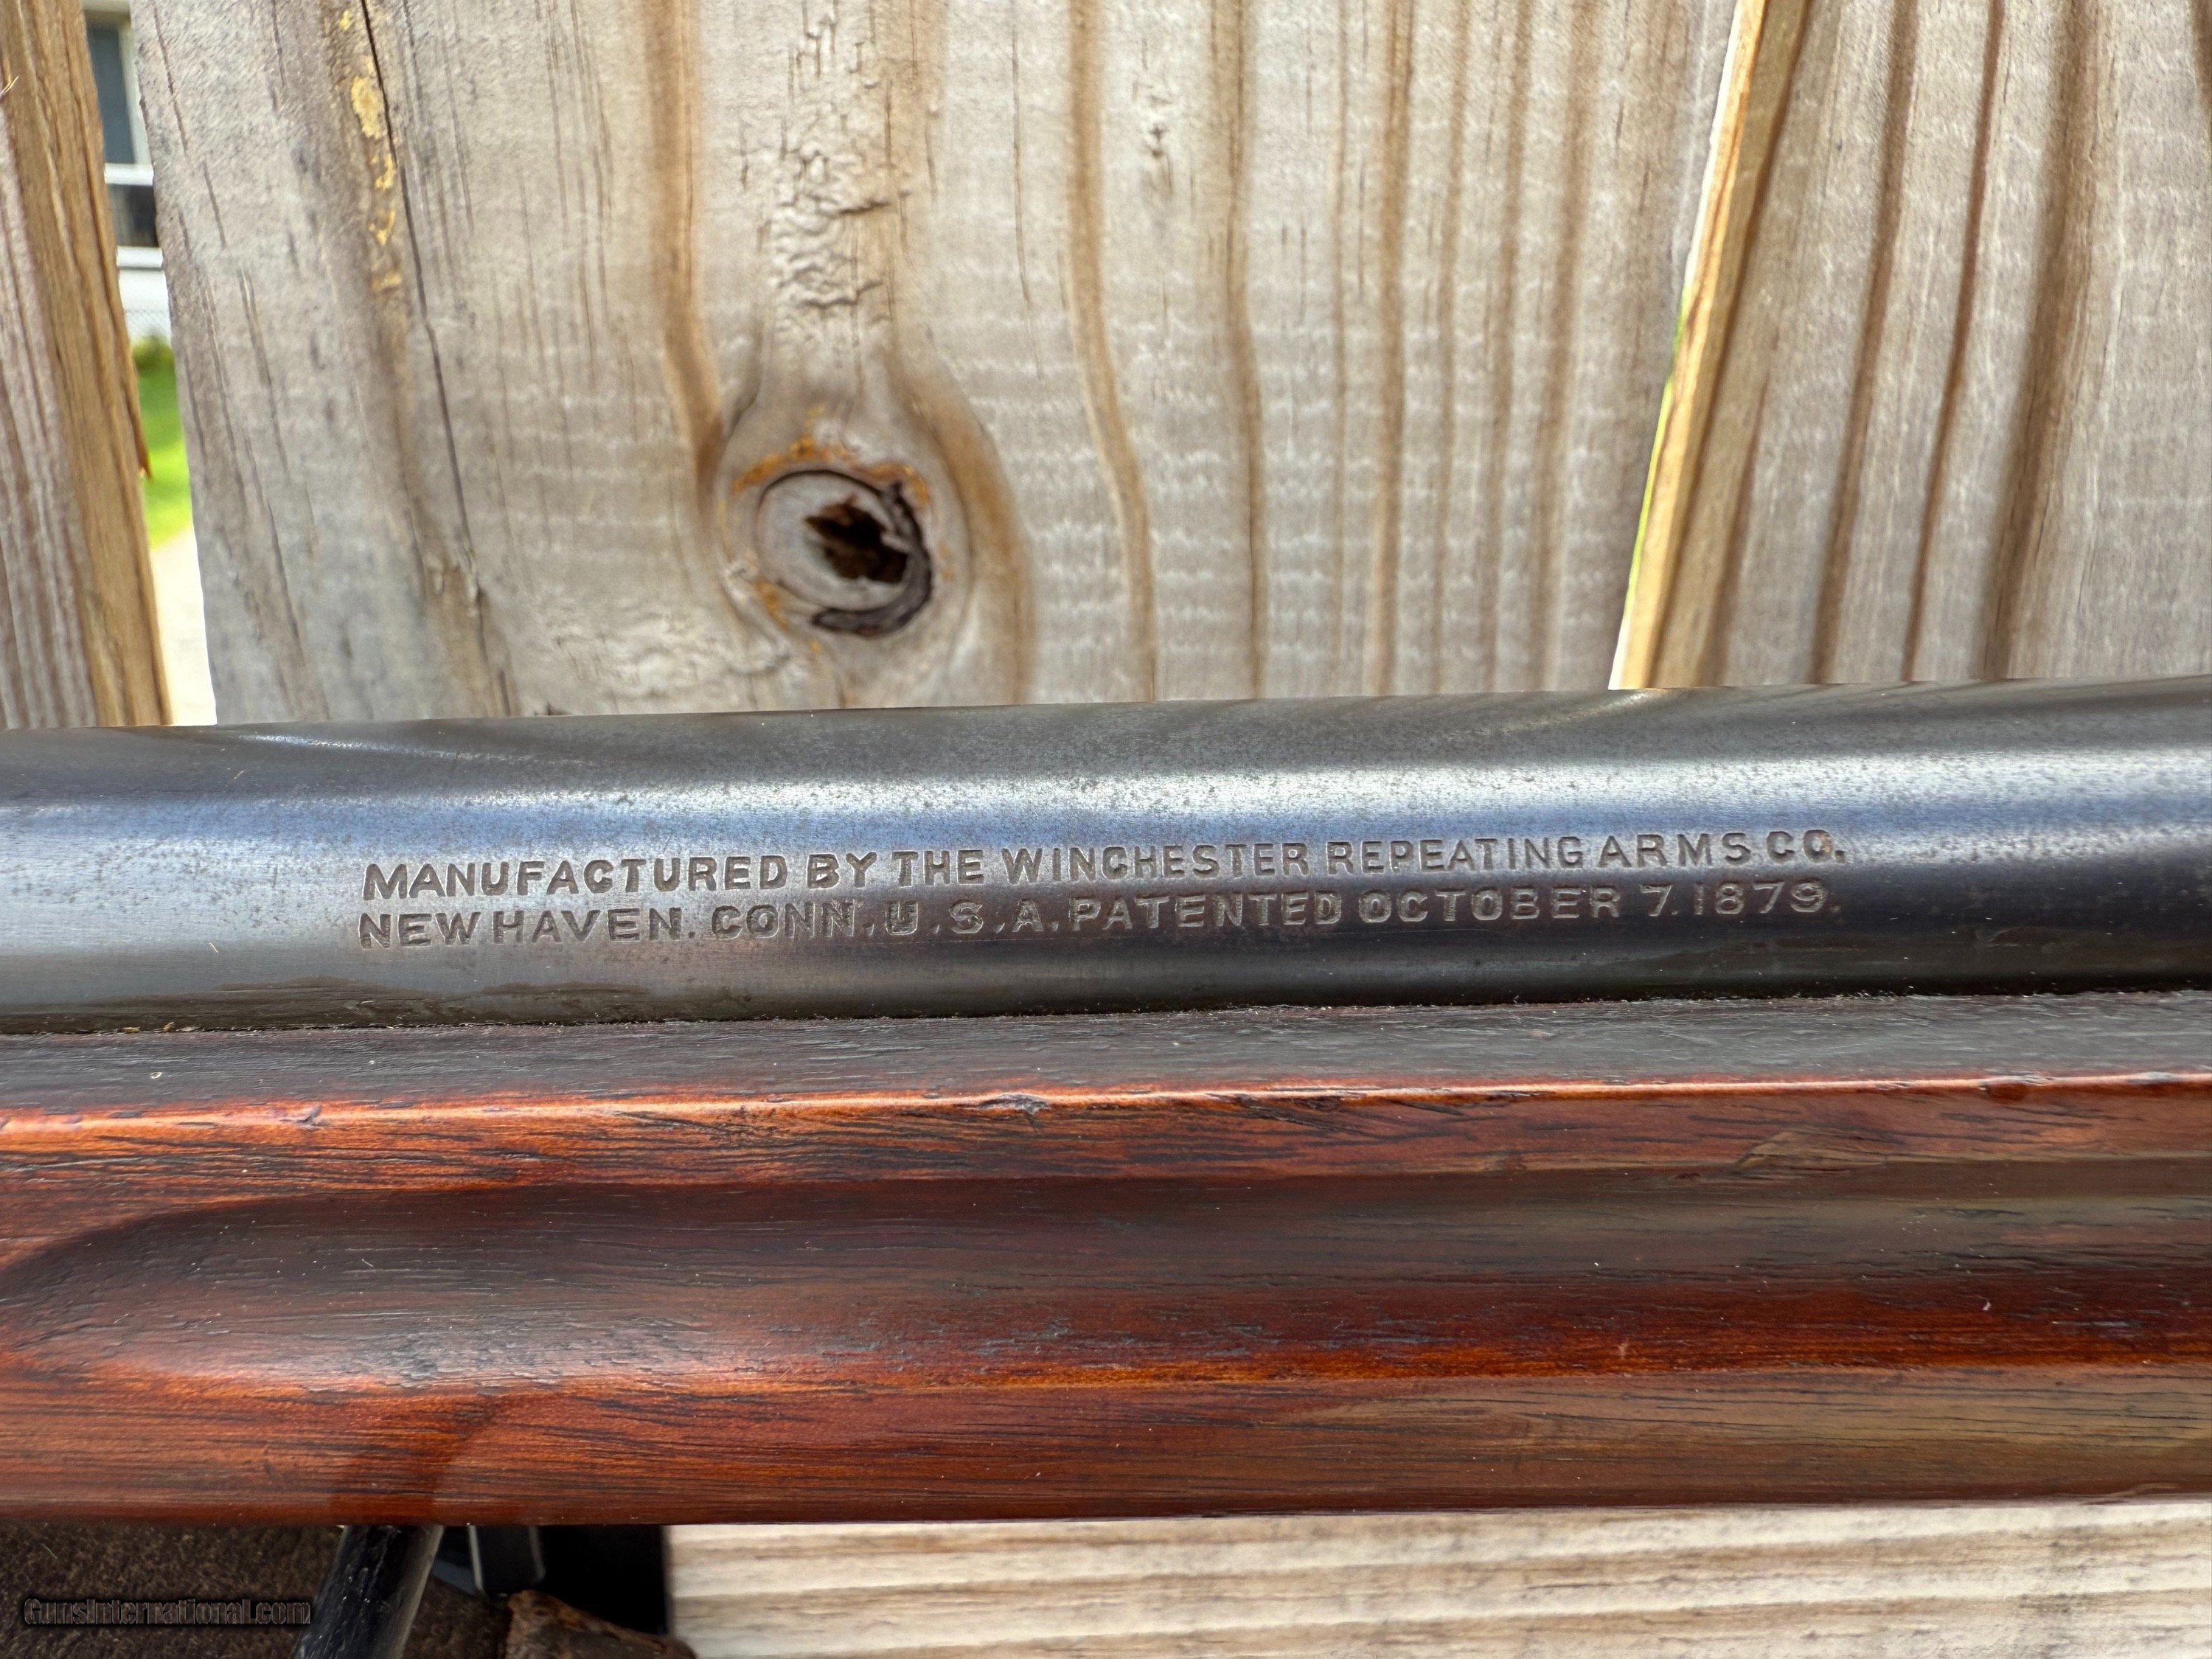 MANUFACTURED BY THE WINCHESTER REPEATING ARMS CO.
NEW HAVEN. CONN. U.S.A. PATENTED OCTOBER 7. 1879.
GunsInternational.com